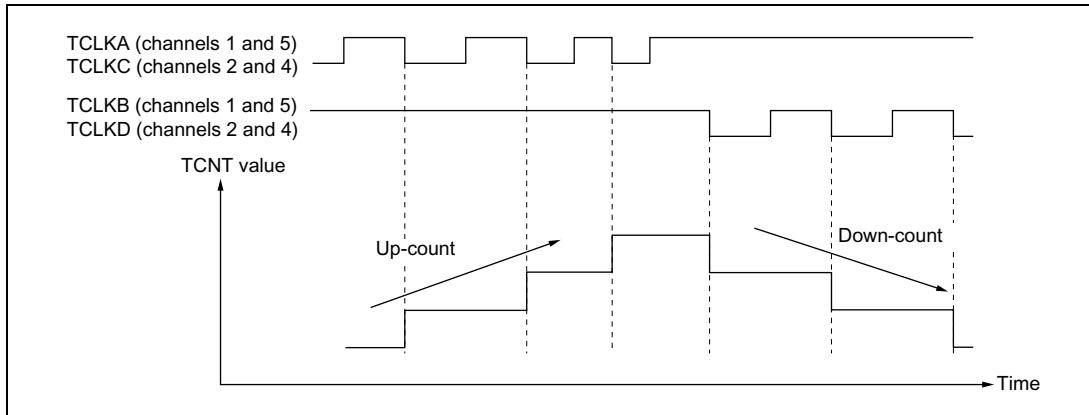 TCLKA (channels 1 and 5)
TCLKC (channels 2 and 4)
TCLKB (channels 1 and 5)
TCLKD (channels 2 and 4)
TCNT value
Up-count
Down-count
Time